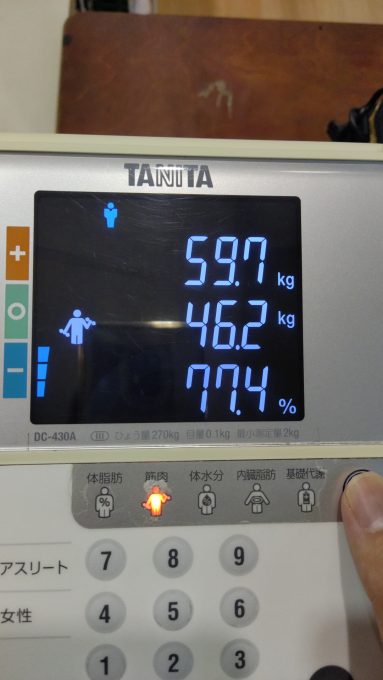 TANITA
59.7 kg
46.2 kg
77.4 %
+
O
−
DC-430A III ひょう量270kg 目量0.1kg 最小測定量2kg
体脂肪 筋肉 体水分 内臓脂肪 基礎代謝
%
アスリート 7 8 9
女性 4 5 6
1 2 3